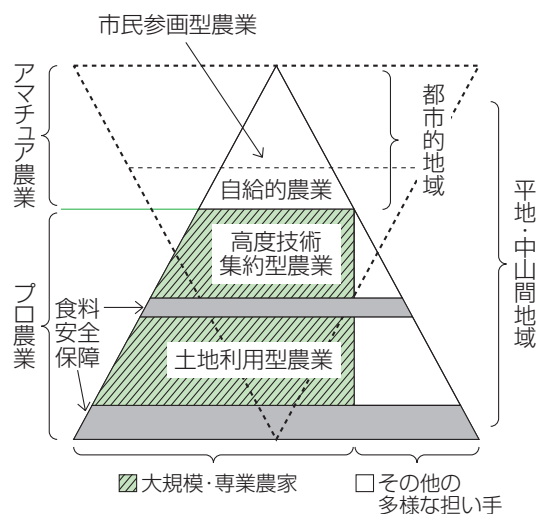 市民参画型農業
アマチュア農業
都市的地域
自給的農業
平地・中山間地域
高度技術
集約型農業
プロ農業
食料
安全
保障
土地利用型農業
大規模・専業農家
その他の
多様な担い手